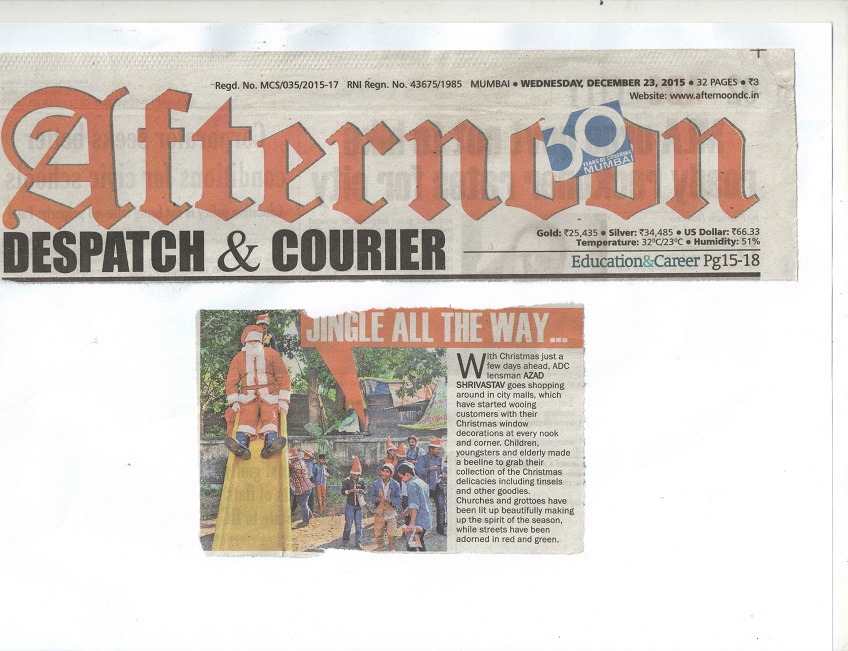 Regd. No. MCS/035/2015-17 RNI Regn. No. 43675/1985 MUMBAI • WEDNESDAY, DECEMBER 23, 2015 • 32 PAGES • ₹3
Website: www.afternoondc.in
Afternoon
30
YEARS OF COVERING
MUMBAI
DESPATCH & COURIER
Gold: ₹25,435 • Silver: ₹34,485 • US Dollar: ₹66.33
Temperature: 32°C/23°C • Humidity: 51%
Education&Career Pg15-18
JINGLE ALL THE WAY...
With Christmas just a
few days ahead, ADC
lensman AZAD
SHRIVASTAV goes shopping
around in city malls, which
have started wooing
customers with their
Christmas window
decorations at every nook
and corner. Children,
youngsters and elderly made
a beeline to grab their
collection of the Christmas
delicacies including tinsels
and other goodies.
Churches and grottoes have
been lit up beautifully making
up the spirit of the season,
while streets have been
adorned in red and green.